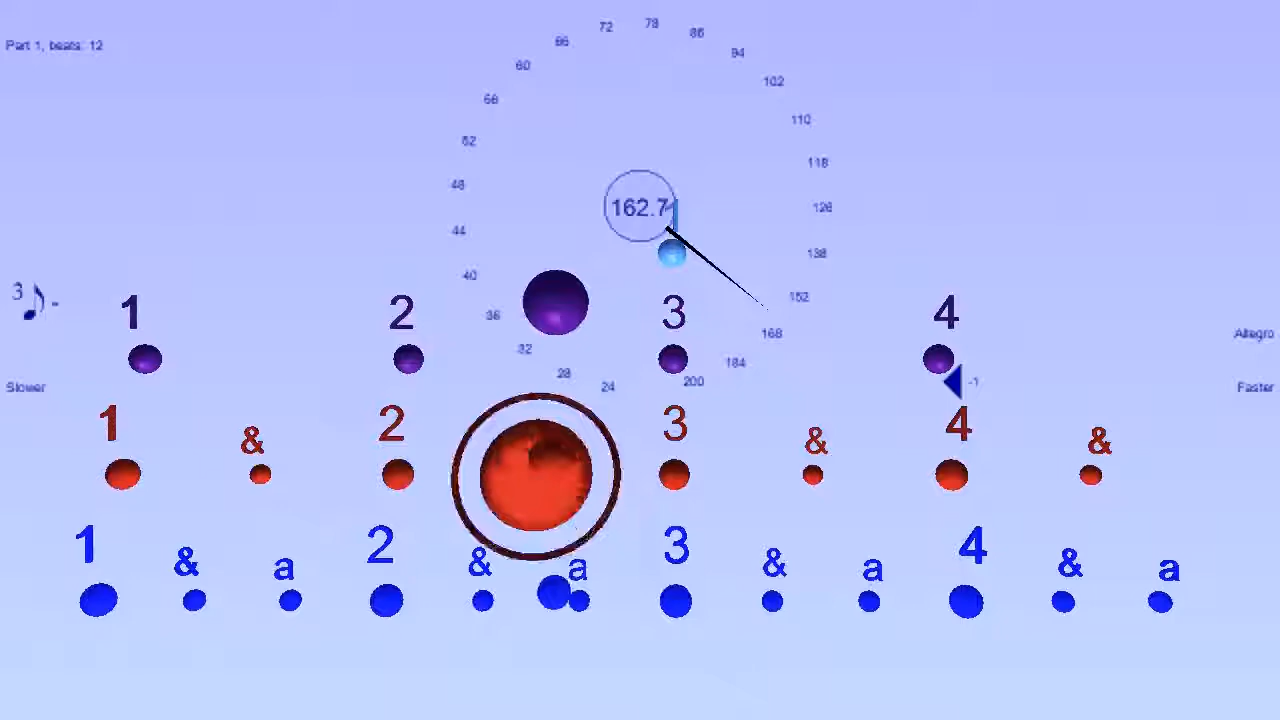 72 78 86
66 94
Part 1, beats: 12
60 102
56 110
52 118
48 126
162.7 1
44 138
40 152
3 ♪ =
1 2 36 3 168 4
32 184 Allegro
28 24 200 -1
Slower Faster
1 & 2 3 & 4 &
1 & a 2 & a 3 & a 4 & a